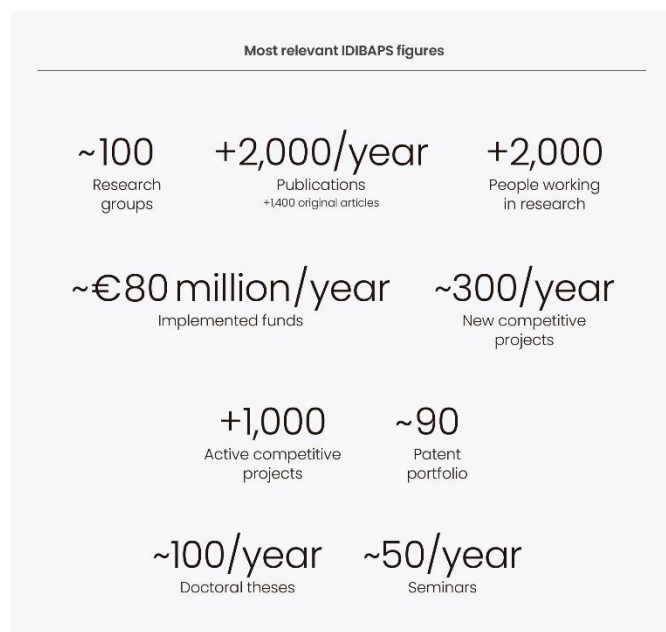 Most relevant IDIBAPS figures
~100
Research
groups
+2,000/year
Publications
+1,400 original articles
+2,000
People working
in research
~€80 million/year
Implemented funds
~300/year
New competitive
projects
+1,000
Active competitive
projects
~90
Patent
portfolio
~100/year
Doctoral theses
~50/year
Seminars